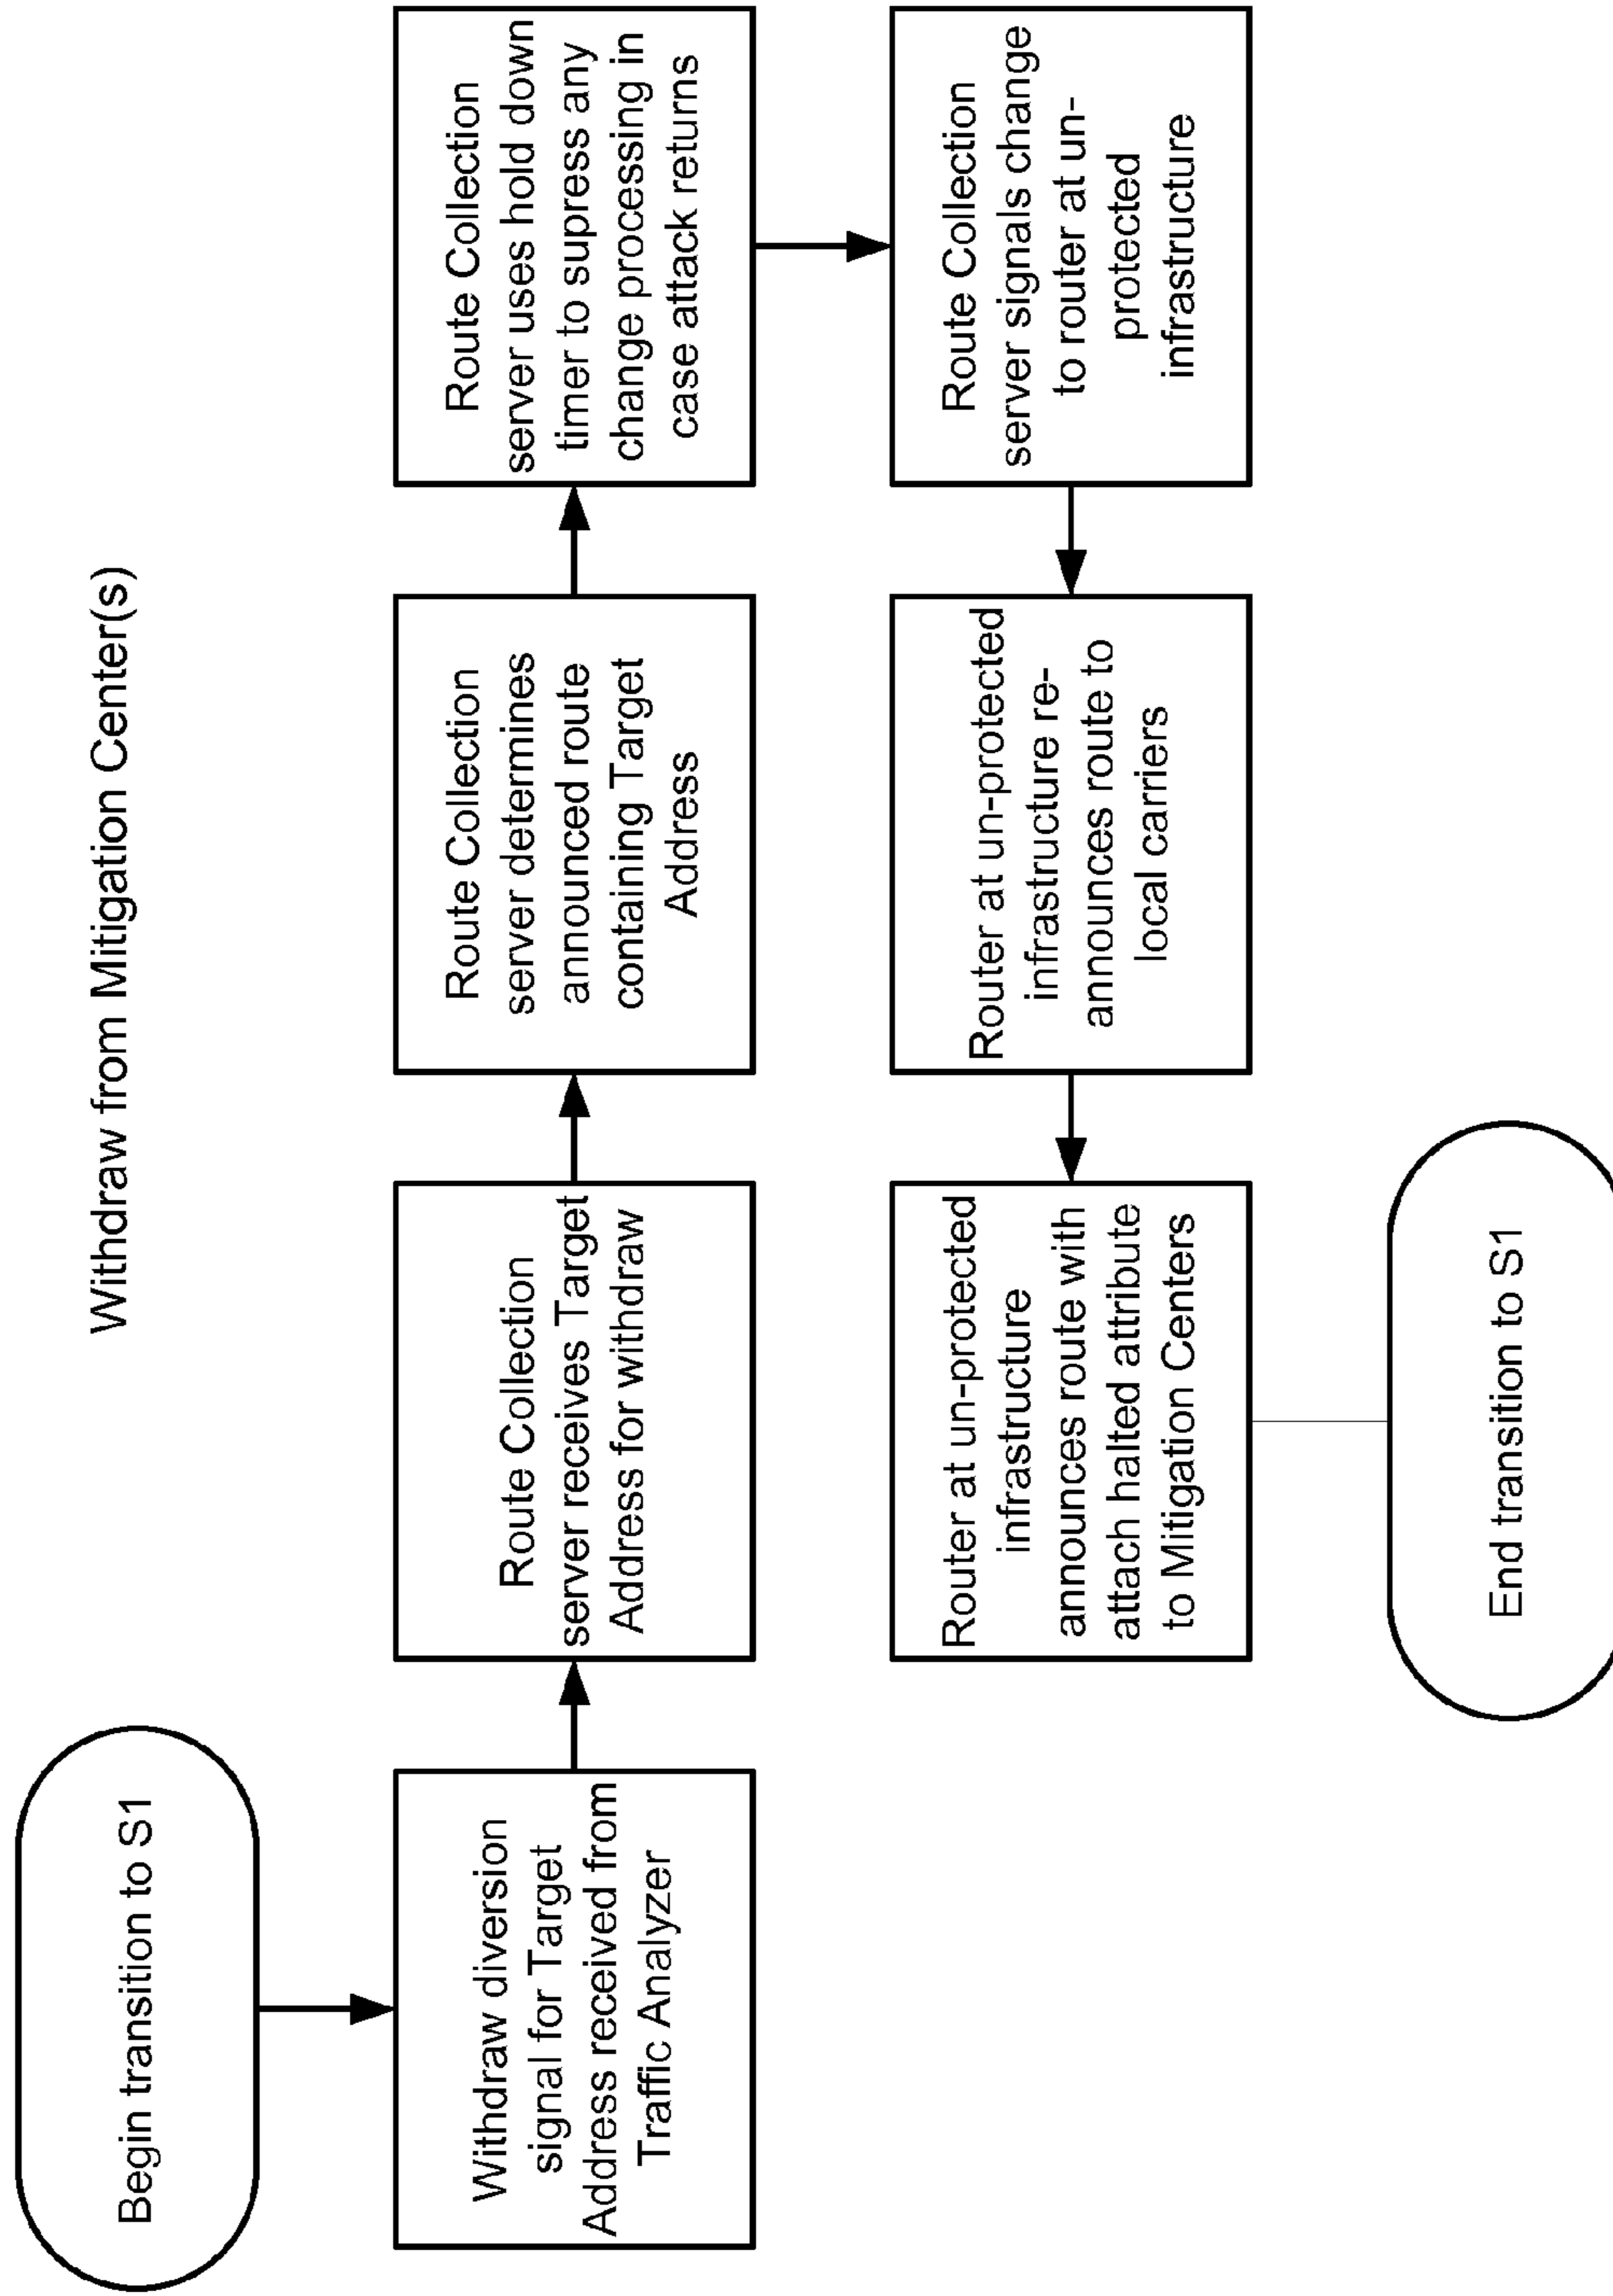 Withdraw from Mitigation Center(s)
Begin transition to S1
Withdraw diversion
signal for Target
Address received from
Traffic Analyzer
Route Collection
server receives Target
Address for withdraw
Route Collection
server determines
announced route
containing Target
Address
Route Collection
server uses hold down
timer to supress any
change processing in
case attack returns
Route Collection
server signals change
to router at un-
protected
infrastructure
Router at un-protected
infrastructure re-
announces route to
local carriers
Router at un-protected
infrastructure
announces route with
attach halted attribute
to Mitigation Centers
End transition to S1